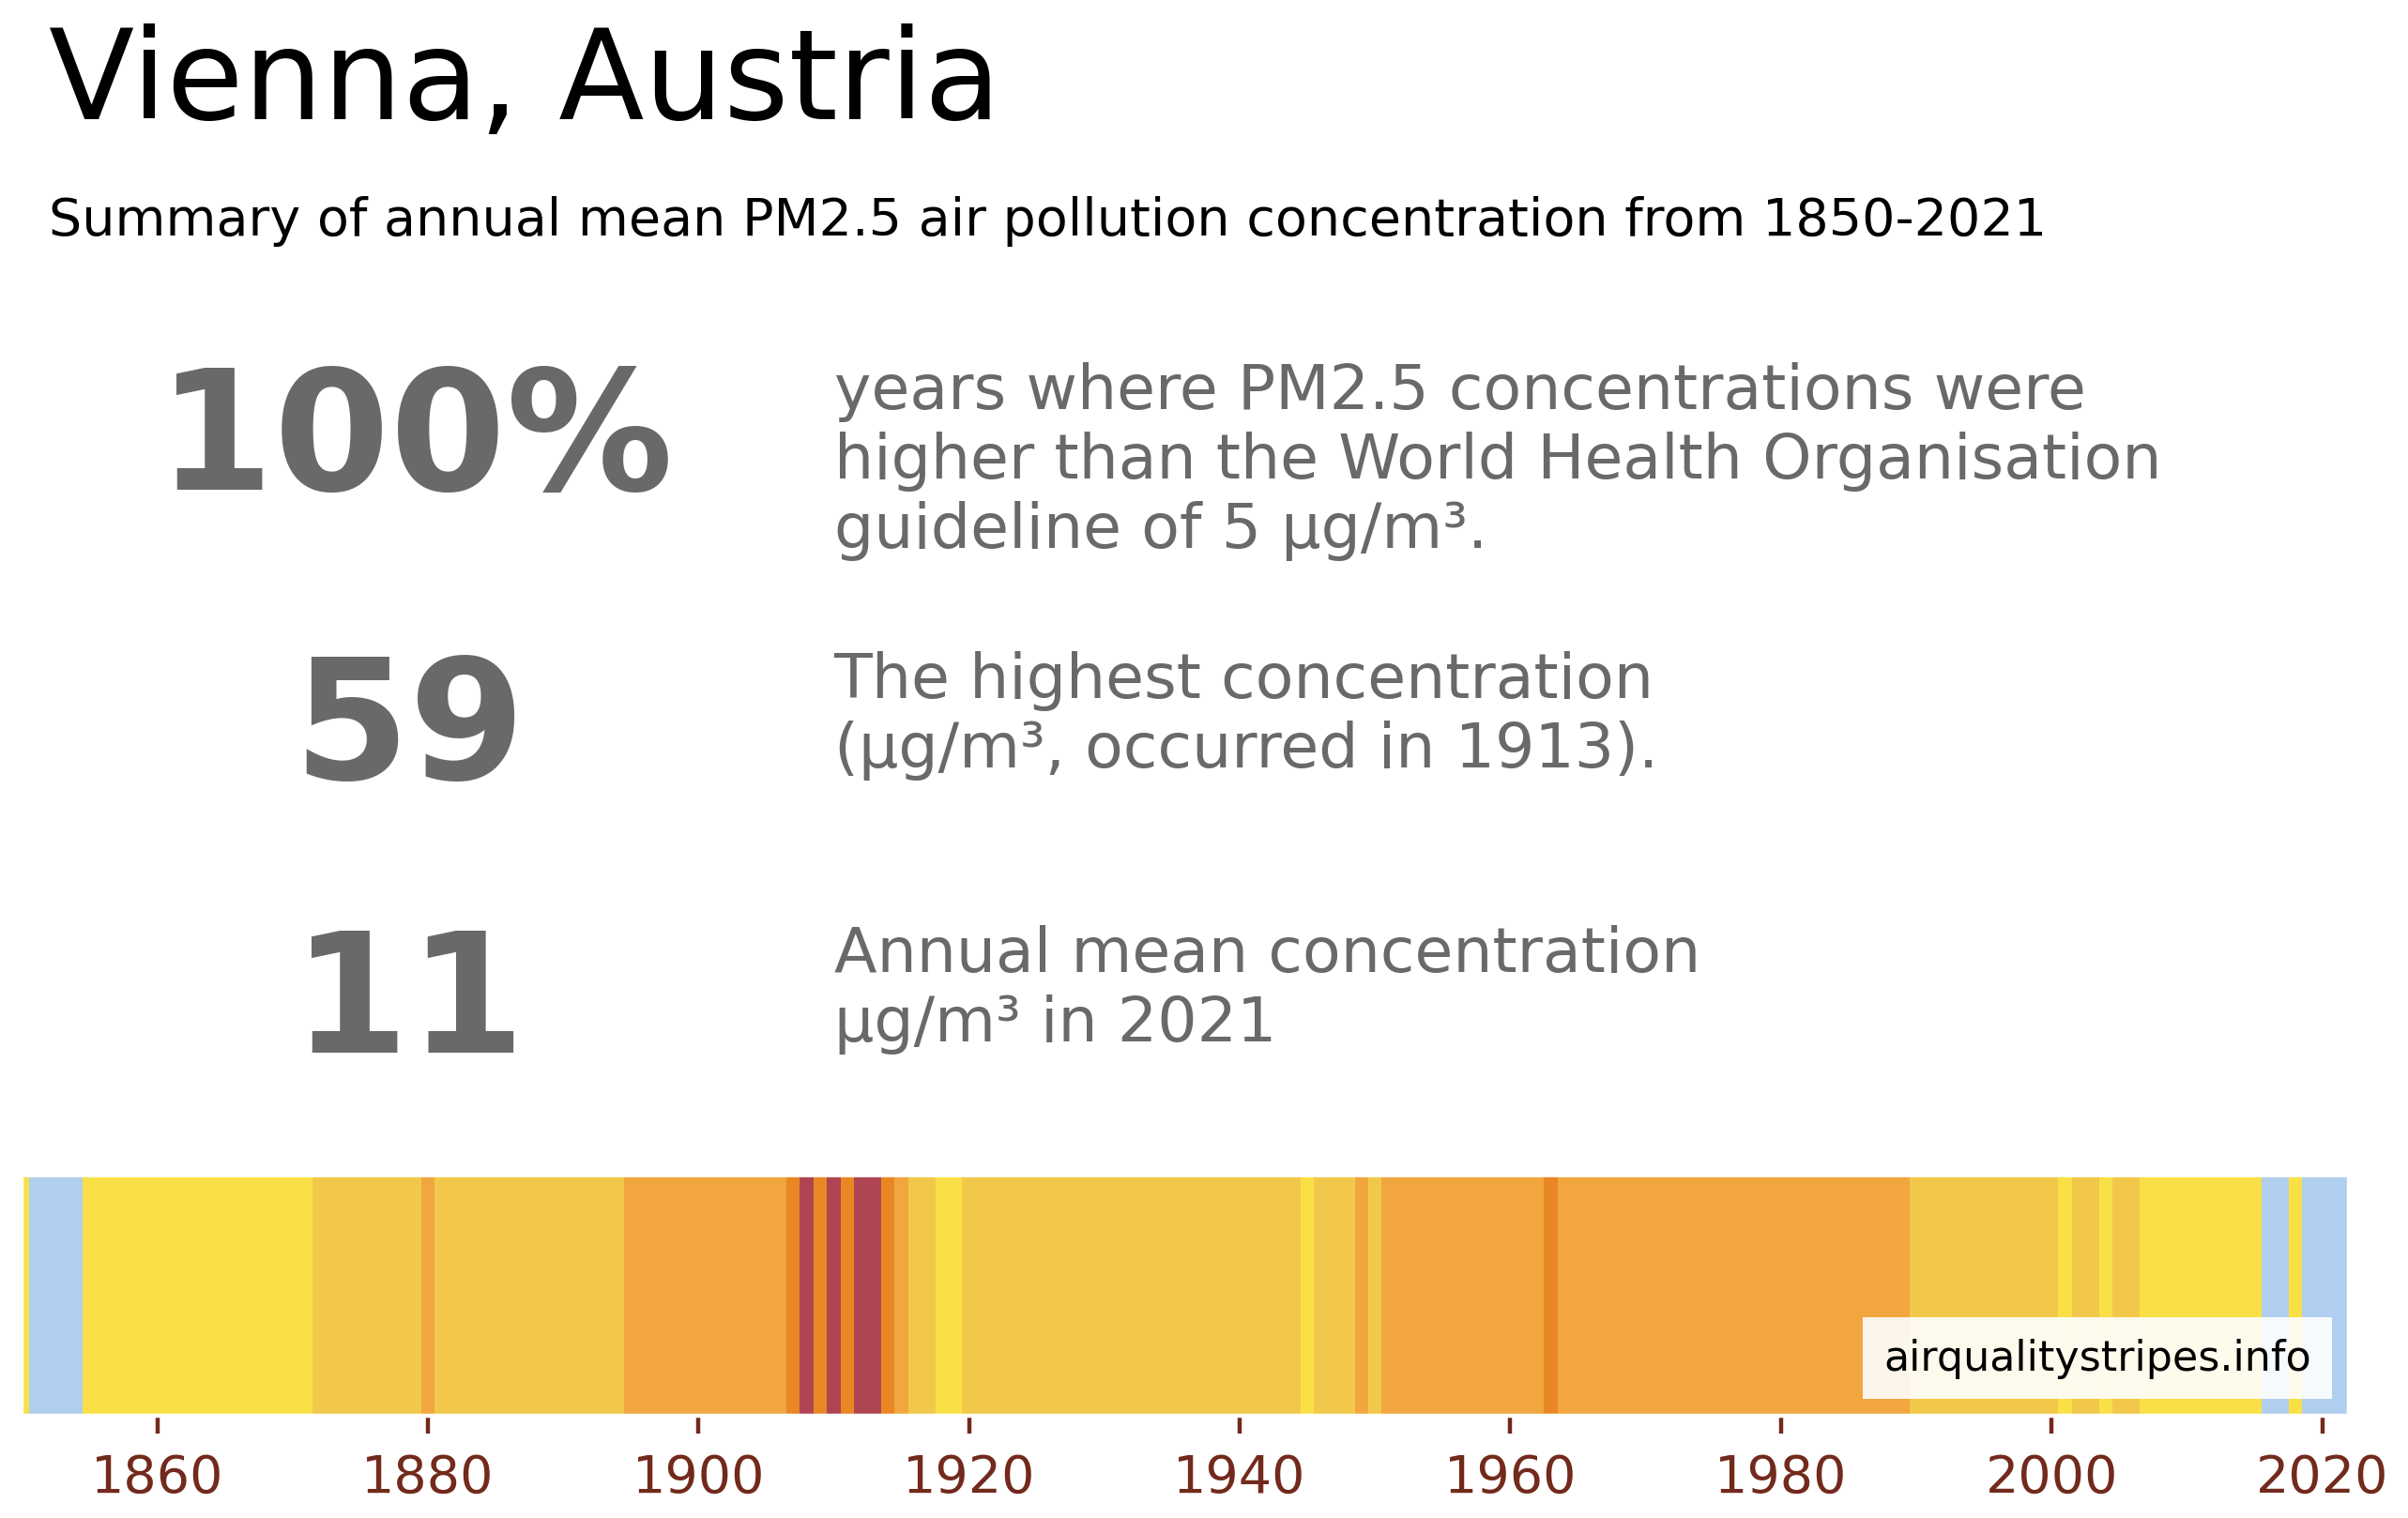 Vienna, Austria
Summary of annual mean PM2.5 air pollution concentration from 1850-2021
100%
years where PM2.5 concentrations were
higher than the World Health Organisation
guideline of 5 µg/m³.
59
The highest concentration
(µg/m³, occurred in 1913).
11
Annual mean concentration
µg/m³ in 2021
airqualitystripes.info
1860 1880 1900 1920 1940 1960 1980 2000 2020